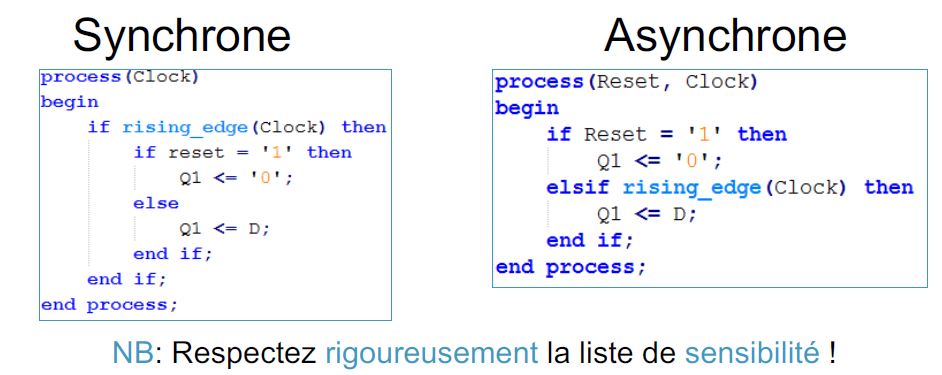 Synchrone
process(Clock)
begin
    if rising_edge(Clock) then
        if reset = '1' then
            Q1 <= '0';
        else
            Q1 <= D;
        end if;
    end if;
end process;
Asynchrone
process(Reset, Clock)
begin
    if Reset = '1' then
        Q1 <= '0';
    elsif rising_edge(Clock) then
        Q1 <= D;
    end if;
end process;
NB: Respectez rigoureusement la liste de sensibilité !